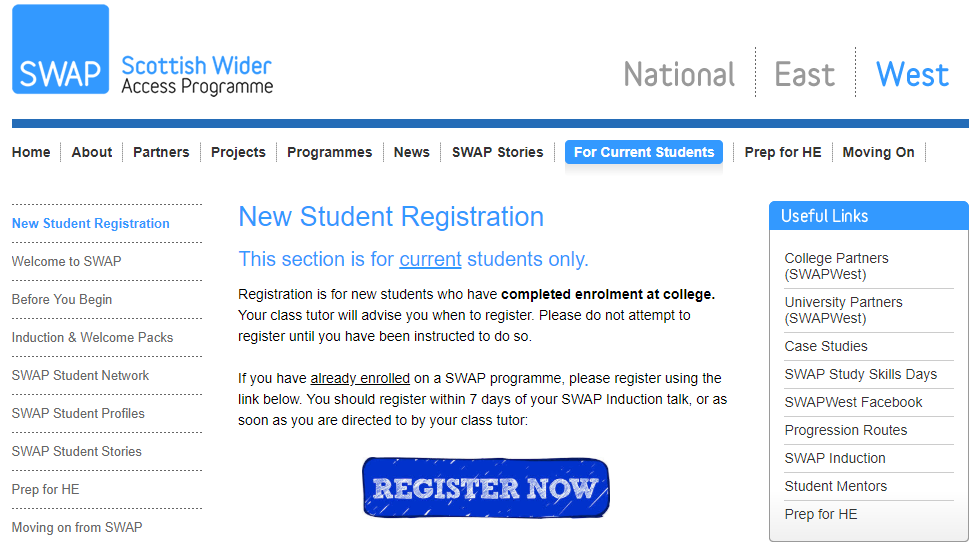 SWAP
Scottish Wider
Access Programme
National
East
West
Home
About
Partners
Projects
Programmes
News
SWAP Stories
For Current Students
Prep for HE
Moving On
New Student Registration
Welcome to SWAP
Before You Begin
Induction & Welcome Packs
SWAP Student Network
SWAP Student Profiles
SWAP Student Stories
Prep for HE
Moving on from SWAP
New Student Registration
This section is for current students only.
Registration is for new students who have completed enrolment at college.
Your class tutor will advise you when to register. Please do not attempt to
register until you have been instructed to do so.
If you have already enrolled on a SWAP programme, please register using the
link below. You should register within 7 days of your SWAP Induction talk, or as
soon as you are directed to by your class tutor:
REGISTER NOW
Useful Links
College Partners
(SWAPWest)
University Partners
(SWAPWest)
Case Studies
SWAP Study Skills Days
SWAPWest Facebook
Progression Routes
SWAP Induction
Student Mentors
Prep for HE